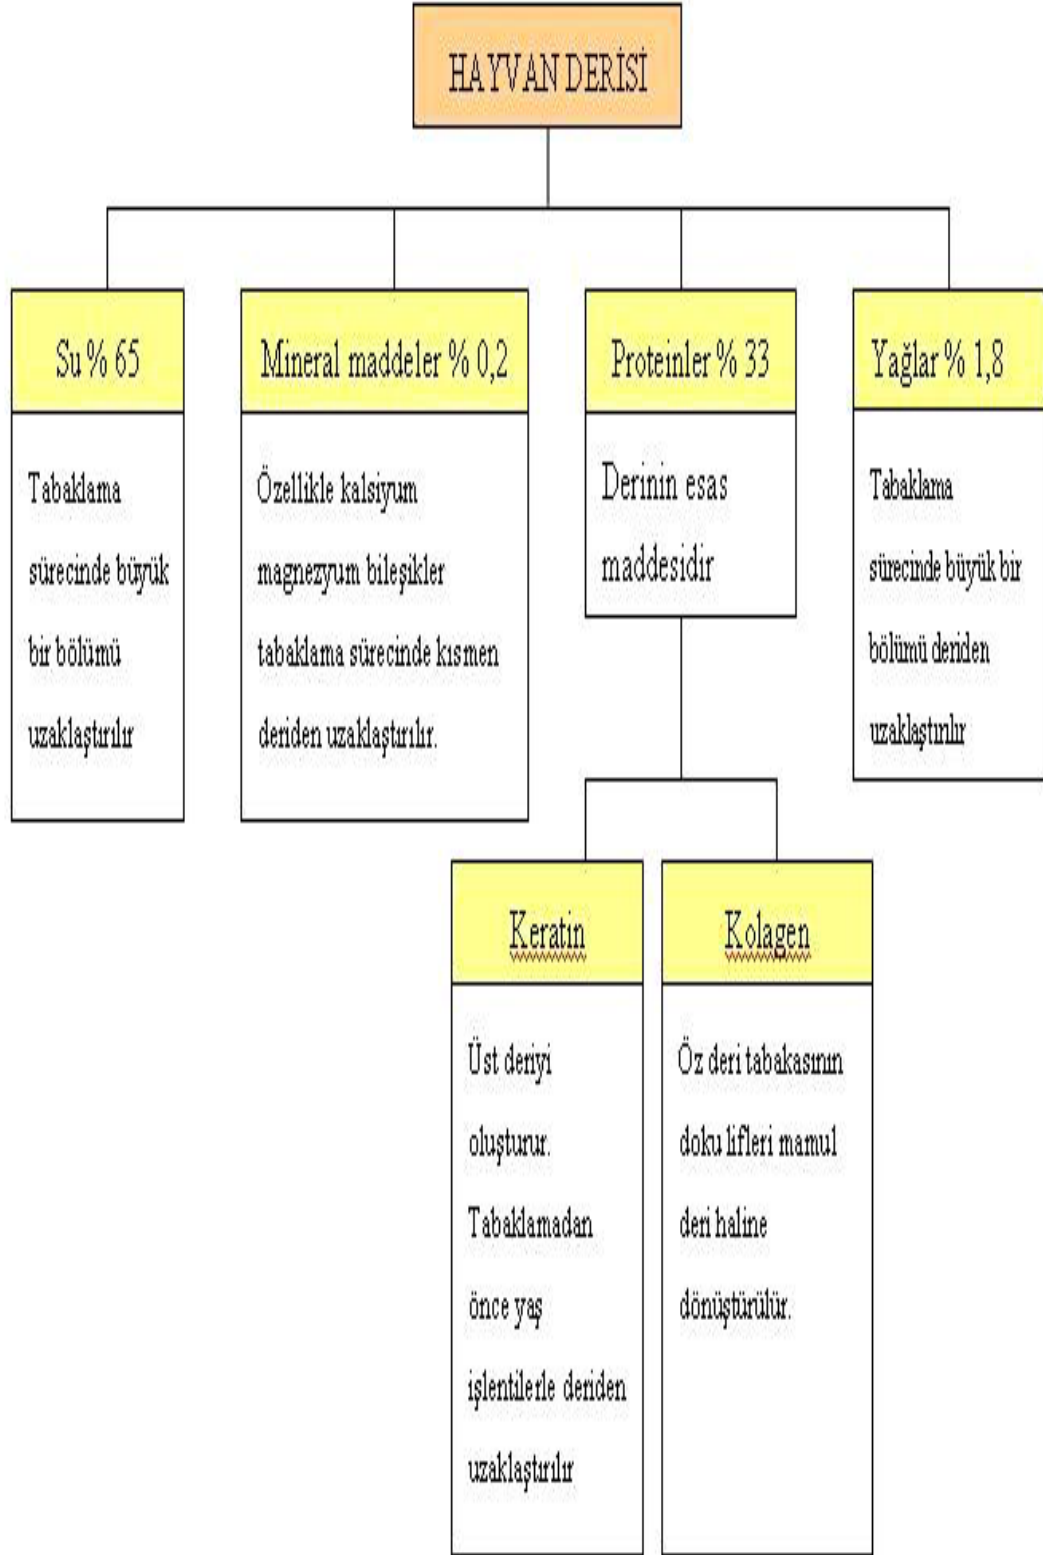 HAYVAN DERİSİ
Su % 65
Tabaklama
sürecinde büyük
bir bölümü
uzaklaştırılır
Mineral maddeler % 0,2
Özellikle kalsiyum
magnezyum bileşikler
tabaklama sürecinde kısmen
deriden uzaklaştırılır.
Proteinler % 33
Derinin esas
maddesidir
Yağlar % 1,8
Tabaklama
sürecinde büyük bir
bölümü deriden
uzaklaştırılır
Keratin
Üst deriyi
oluşturur.
Tabaklamadan
önce yaş
işlentilerle deriden
uzaklaştırılır
Kolagen
Öz deri tabakasının
doku lifleri mamul
deri haline
dönüştürülür.